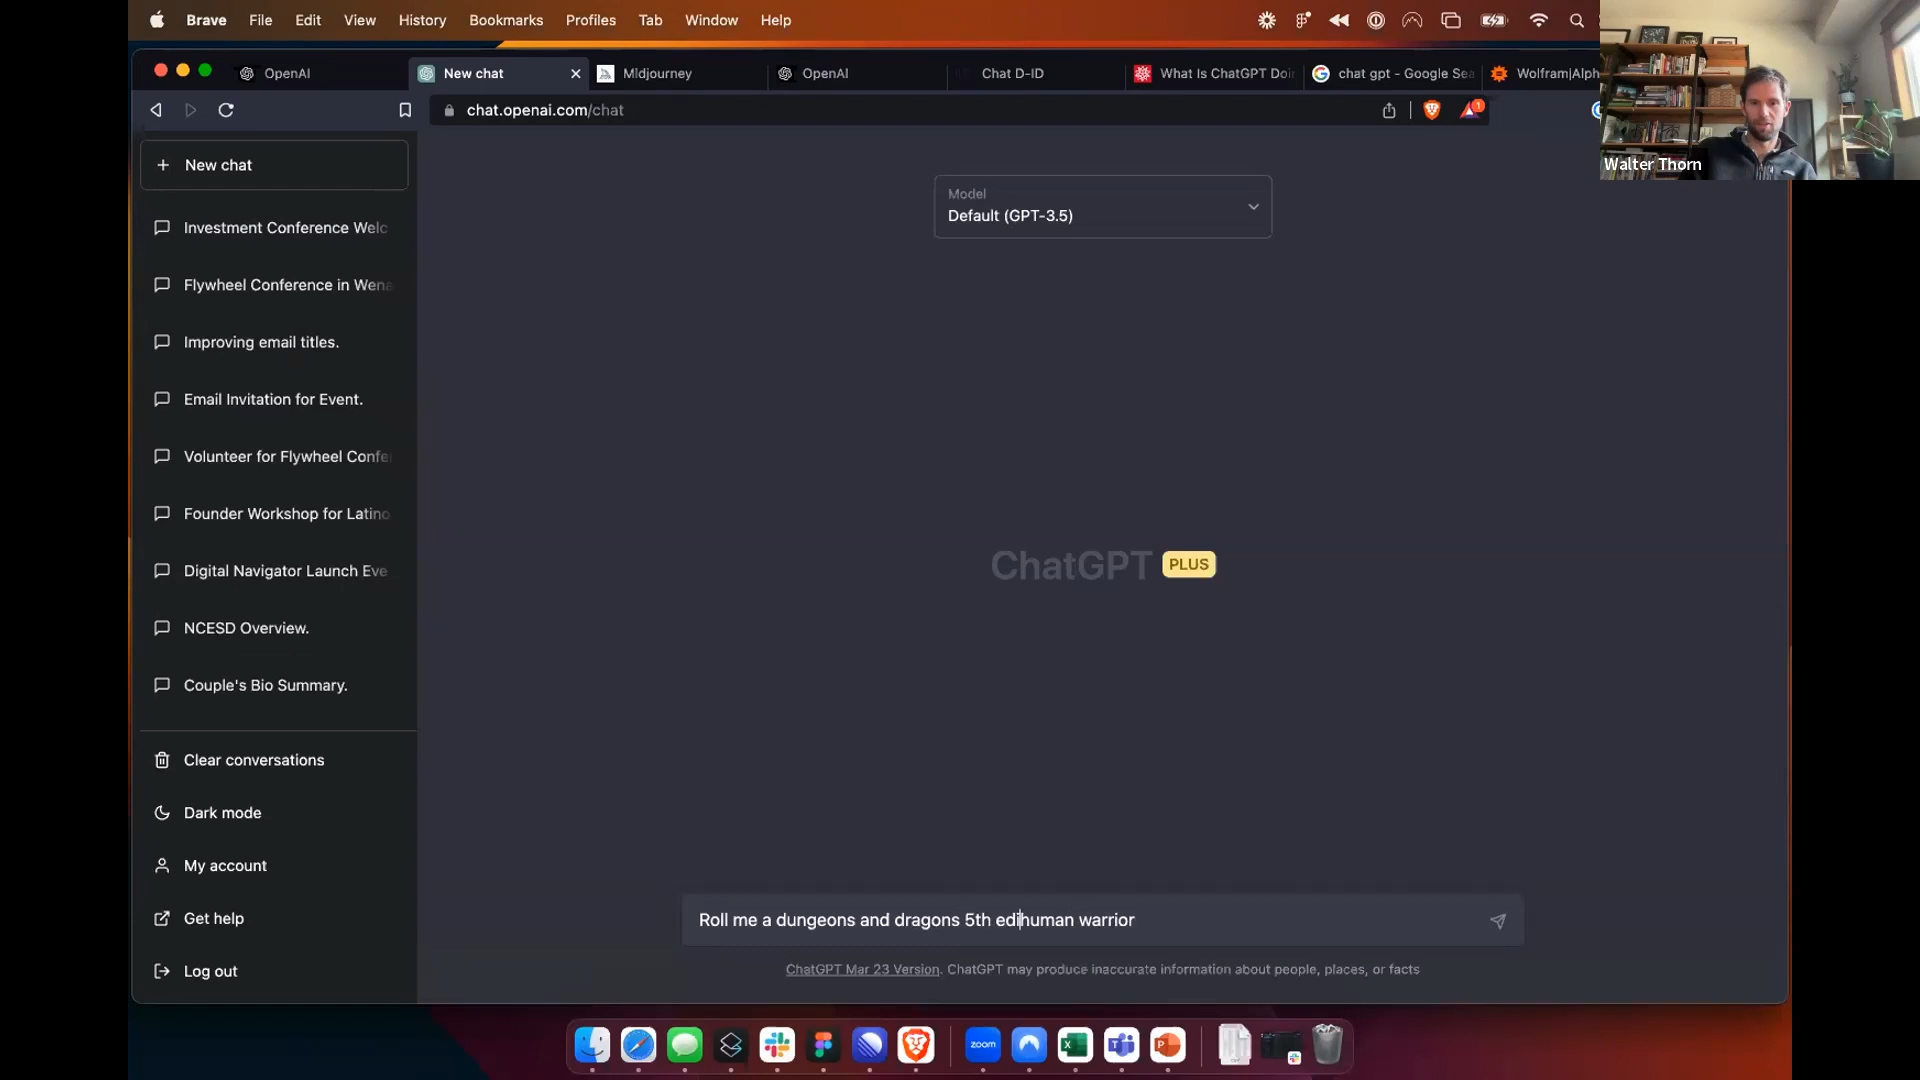 Brave File Edit View History Bookmarks Profiles Tab Window Help
OpenAI
New chat
Midjourney
OpenAI
Chat D-ID
What Is ChatGPT Doin
chat gpt - Google Sea
Wolfram|Alph
chat.openai.com/chat
1
Walter Thorn
New chat
Investment Conference Welc
Flywheel Conference in Wena
Improving email titles.
Email Invitation for Event.
Volunteer for Flywheel Confe
Founder Workshop for Latino
Digital Navigator Launch Eve
NCESD Overview.
Couple's Bio Summary.
Clear conversations
Dark mode
My account
Get help
Log out
Model
Default (GPT-3.5)
ChatGPT PLUS
Roll me a dungeons and dragons 5th edihuman warrior
ChatGPT Mar 23 Version. ChatGPT may produce inaccurate information about people, places, or facts
zoom